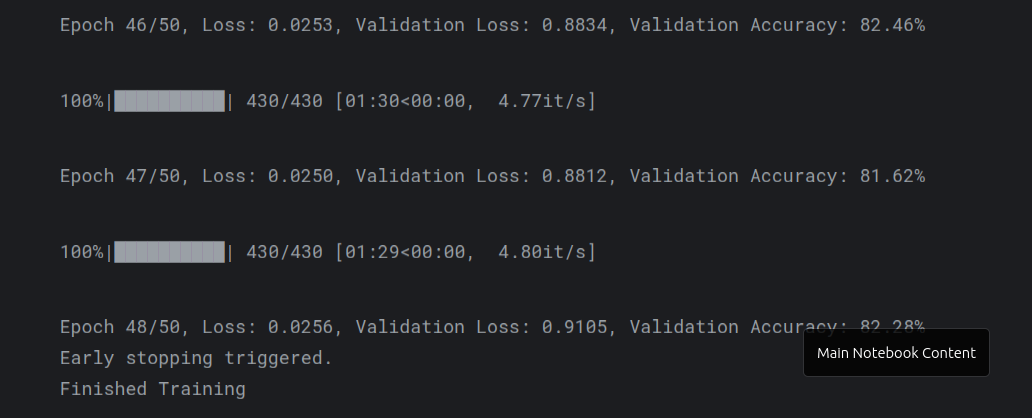 Epoch 46/50, Loss: 0.0253, Validation Loss: 0.8834, Validation Accuracy: 82.46%
100%|██████████| 430/430 [01:30<00:00,  4.77it/s]
Epoch 47/50, Loss: 0.0250, Validation Loss: 0.8812, Validation Accuracy: 81.62%
100%|██████████| 430/430 [01:29<00:00,  4.80it/s]
Epoch 48/50, Loss: 0.0256, Validation Loss: 0.9105, Validation Accuracy: 82.28%
Early stopping triggered.
Main Notebook Content
Finished Training